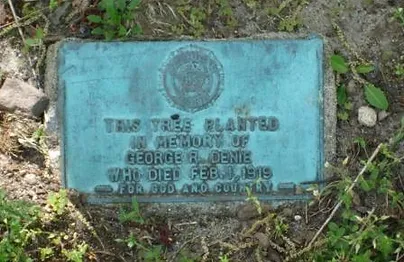 THIS TREE PLANTED
IN MEMORY OF
GEORGE R. DENIE
WHO DIED FEB. 1, 1919
FOR GOD AND COUNTRY